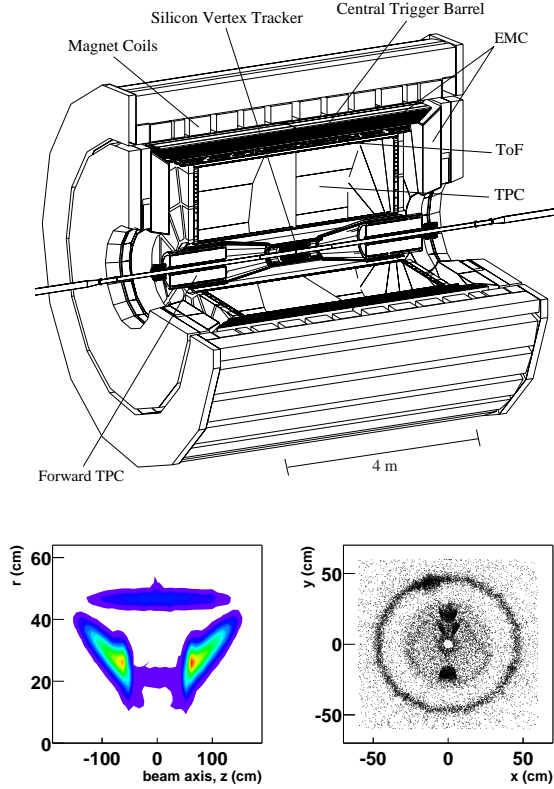 Silicon Vertex Tracker
Central Trigger Barrel
Magnet Coils
EMC
ToF
TPC
Forward TPC
4 m
r (cm)
60
40
20
0
-100
0
100
beam axis, z (cm)
y (cm)
50
0
-50
-50
0
50
x (cm)